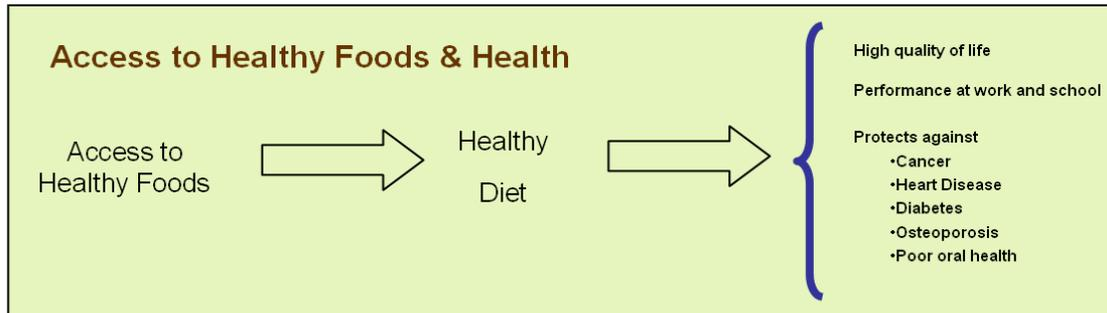 Access to Healthy Foods & Health
Access to
Healthy Foods
Healthy
Diet
High quality of life
Performance at work and school
Protects against
•Cancer
•Heart Disease
•Diabetes
•Osteoporosis
•Poor oral health